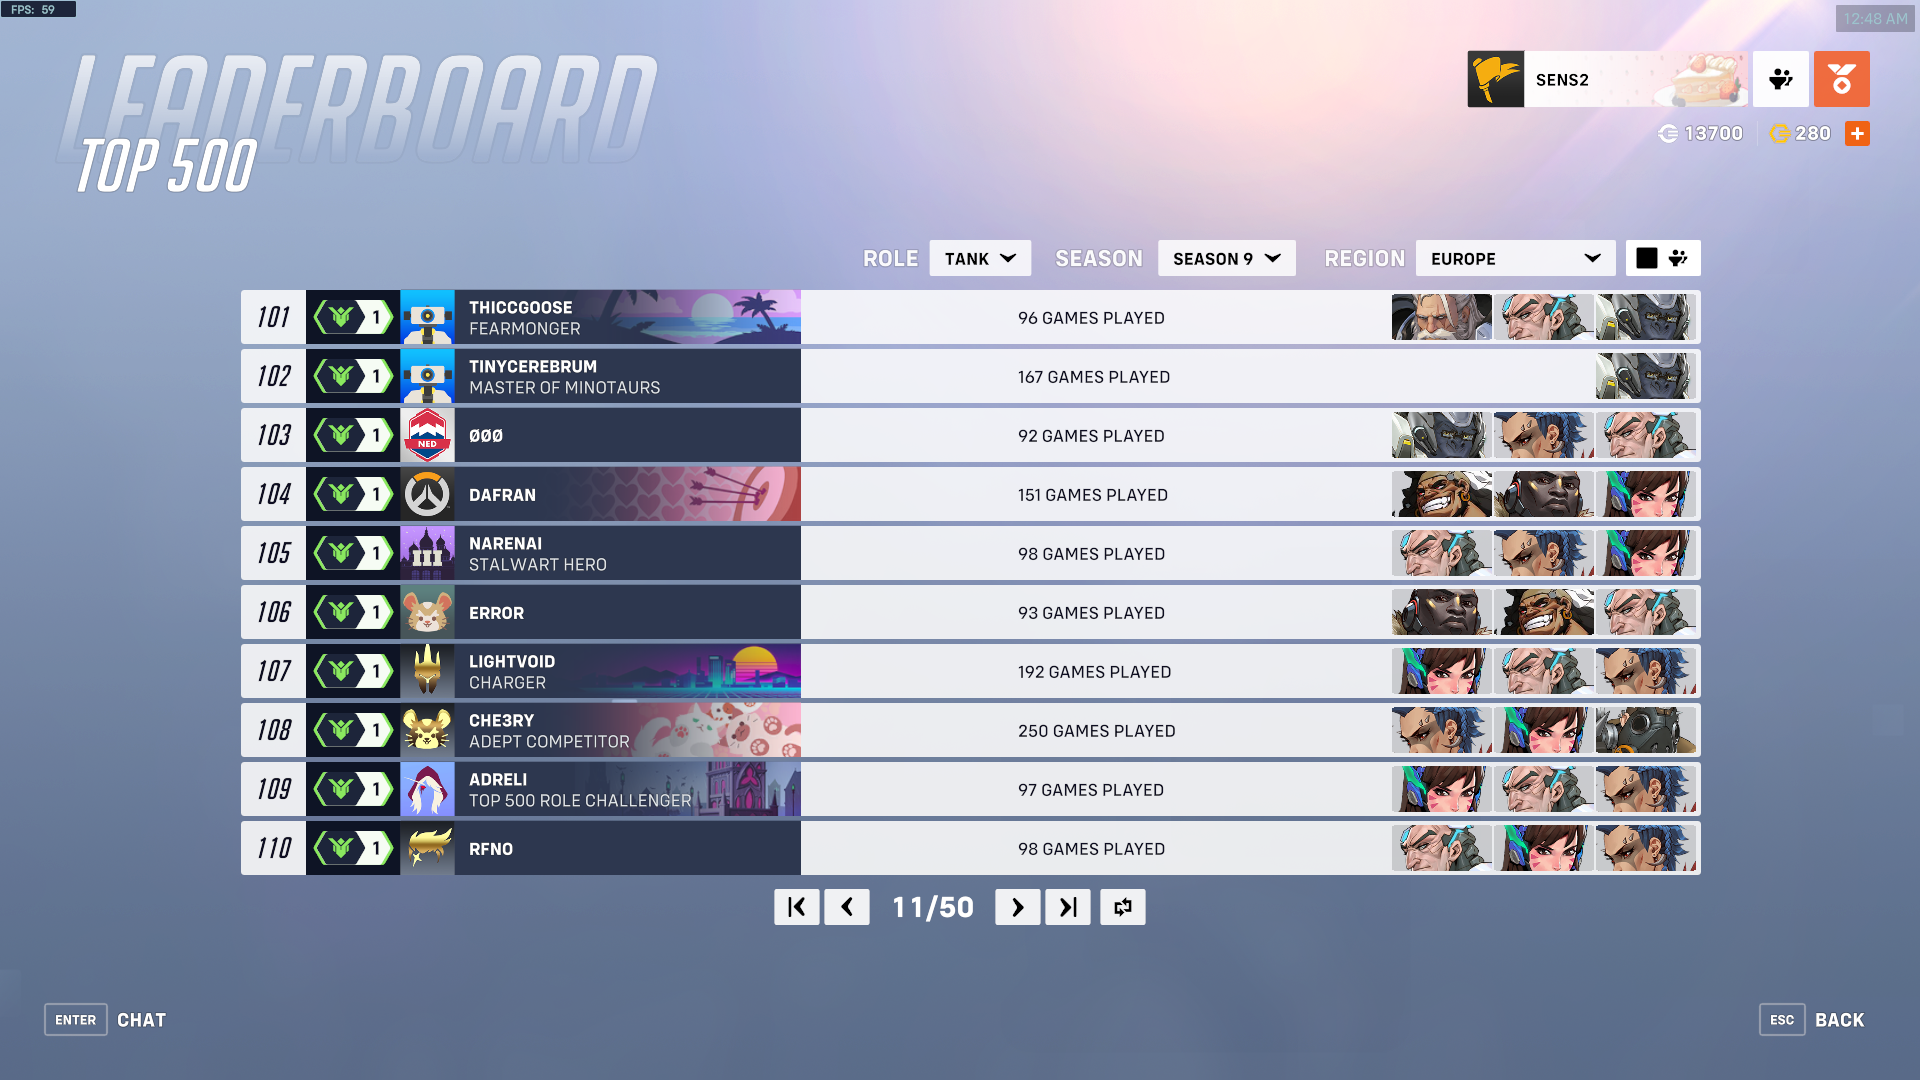 FPS: 59
12:48 AM
LEADERBOARD
TOP 500
SENS2
13700
280
ROLE TANK SEASON SEASON 9 REGION EUROPE
101 1 THICCGOOSE
FEARMONGER
96 GAMES PLAYED
102 1 TINYCEREBRUM
MASTER OF MINOTAURS
167 GAMES PLAYED
103 1 NED ØØØ 92 GAMES PLAYED
104 1 DAFRAN 151 GAMES PLAYED
105 1 NARENAI
STALWART HERO
98 GAMES PLAYED
106 1 ERROR 93 GAMES PLAYED
107 1 LIGHTVOID
CHARGER
192 GAMES PLAYED
108 1 CHE3RY
ADEPT COMPETITOR
250 GAMES PLAYED
109 1 ADRELI
TOP 500 ROLE CHALLENGER
97 GAMES PLAYED
110 1 RFNO 98 GAMES PLAYED
11/50
ENTER CHAT
ESC BACK